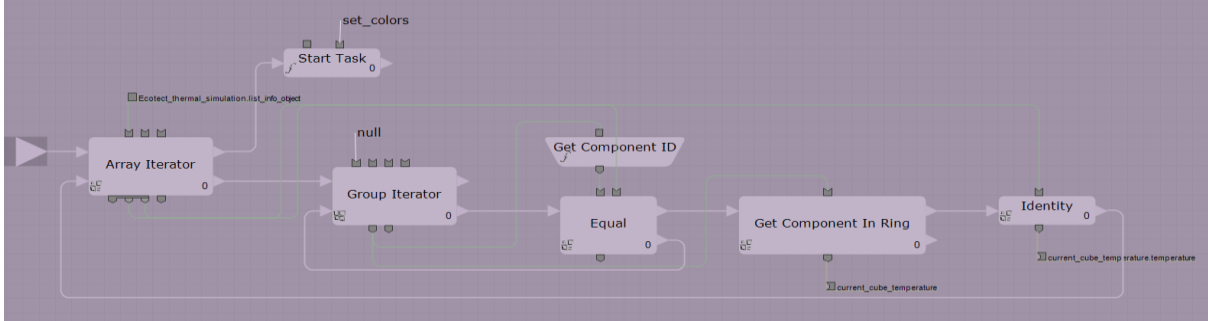 set_colors
Start Task
0
Ecotect_thermal_simulation.list_info_object
null
Get Component ID
Array Iterator
0
Group Iterator
0
Equal
0
Get Component In Ring
0
Identity
0
current_cube_temperature.temperature
current_cube_temperature